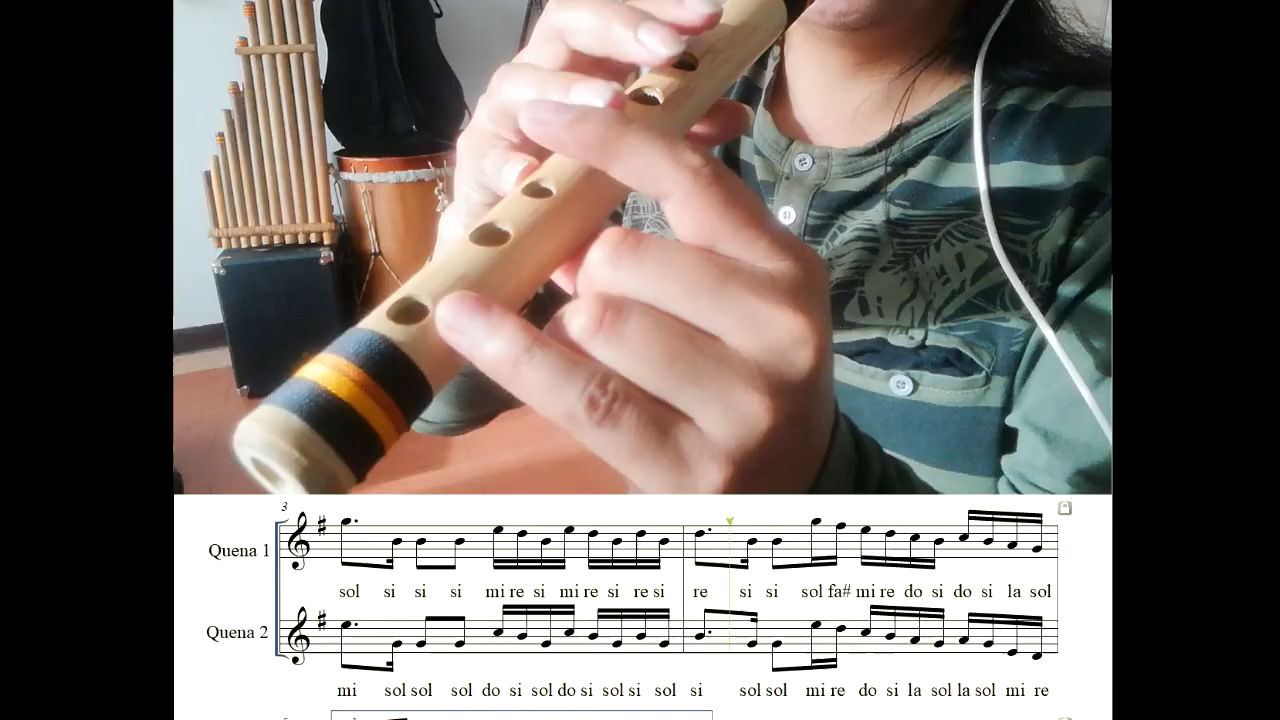 3
Quena 1
sol si si si mi re si mi re si re si re si si sol fa# mi re do si do si la sol
Quena 2
mi sol sol sol do si sol do si sol si sol si sol sol mi re do si la sol la sol mi re